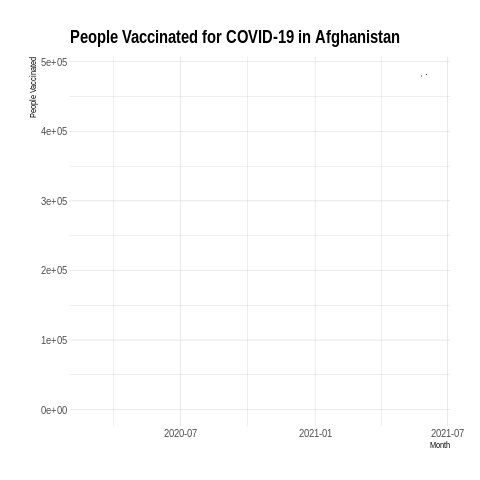 People Vaccinated for COVID-19 in Afghanistan
People Vaccinated
5e+05
4e+05
3e+05
2e+05
1e+05
0e+00
2020-07
2021-01
2021-07
Month